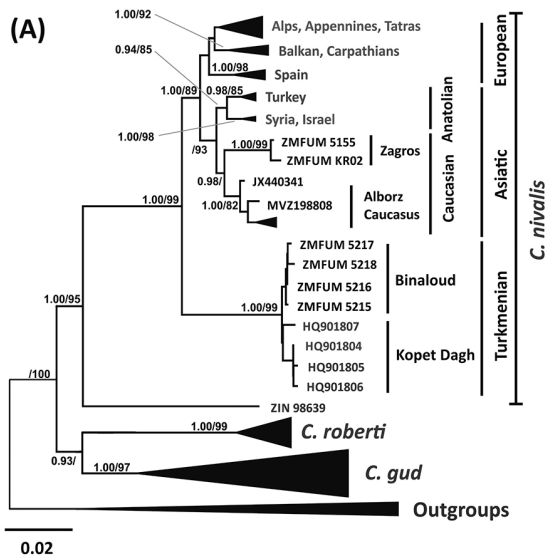 (A)
1.00/92
0.94/85
Alps, Appennines, Tatras
Balkan, Carpathians
1.00/98
Spain
European
1.00/89
0.98/85
Turkey
1.00/98
Syria, Israel
Anatolian
/93
1.00/99
ZMFUM 5155
ZMFUM KR02
Zagros
0.98/
JX440341
1.00/82
MVZ198808
Alborz
Caucasus
Caucasian
Asiatic
C. nivalis
1.00/99
ZMFUM 5217
ZMFUM 5218
ZMFUM 5216
ZMFUM 5215
Binaloud
1.00/99
HQ901807
HQ901804
HQ901805
HQ901806
Kopet Dagh
Turkmenian
1.00/95
ZIN 98639
/100
1.00/99
C. roberti
0.93/
1.00/97
C. gud
Outgroups
0.02